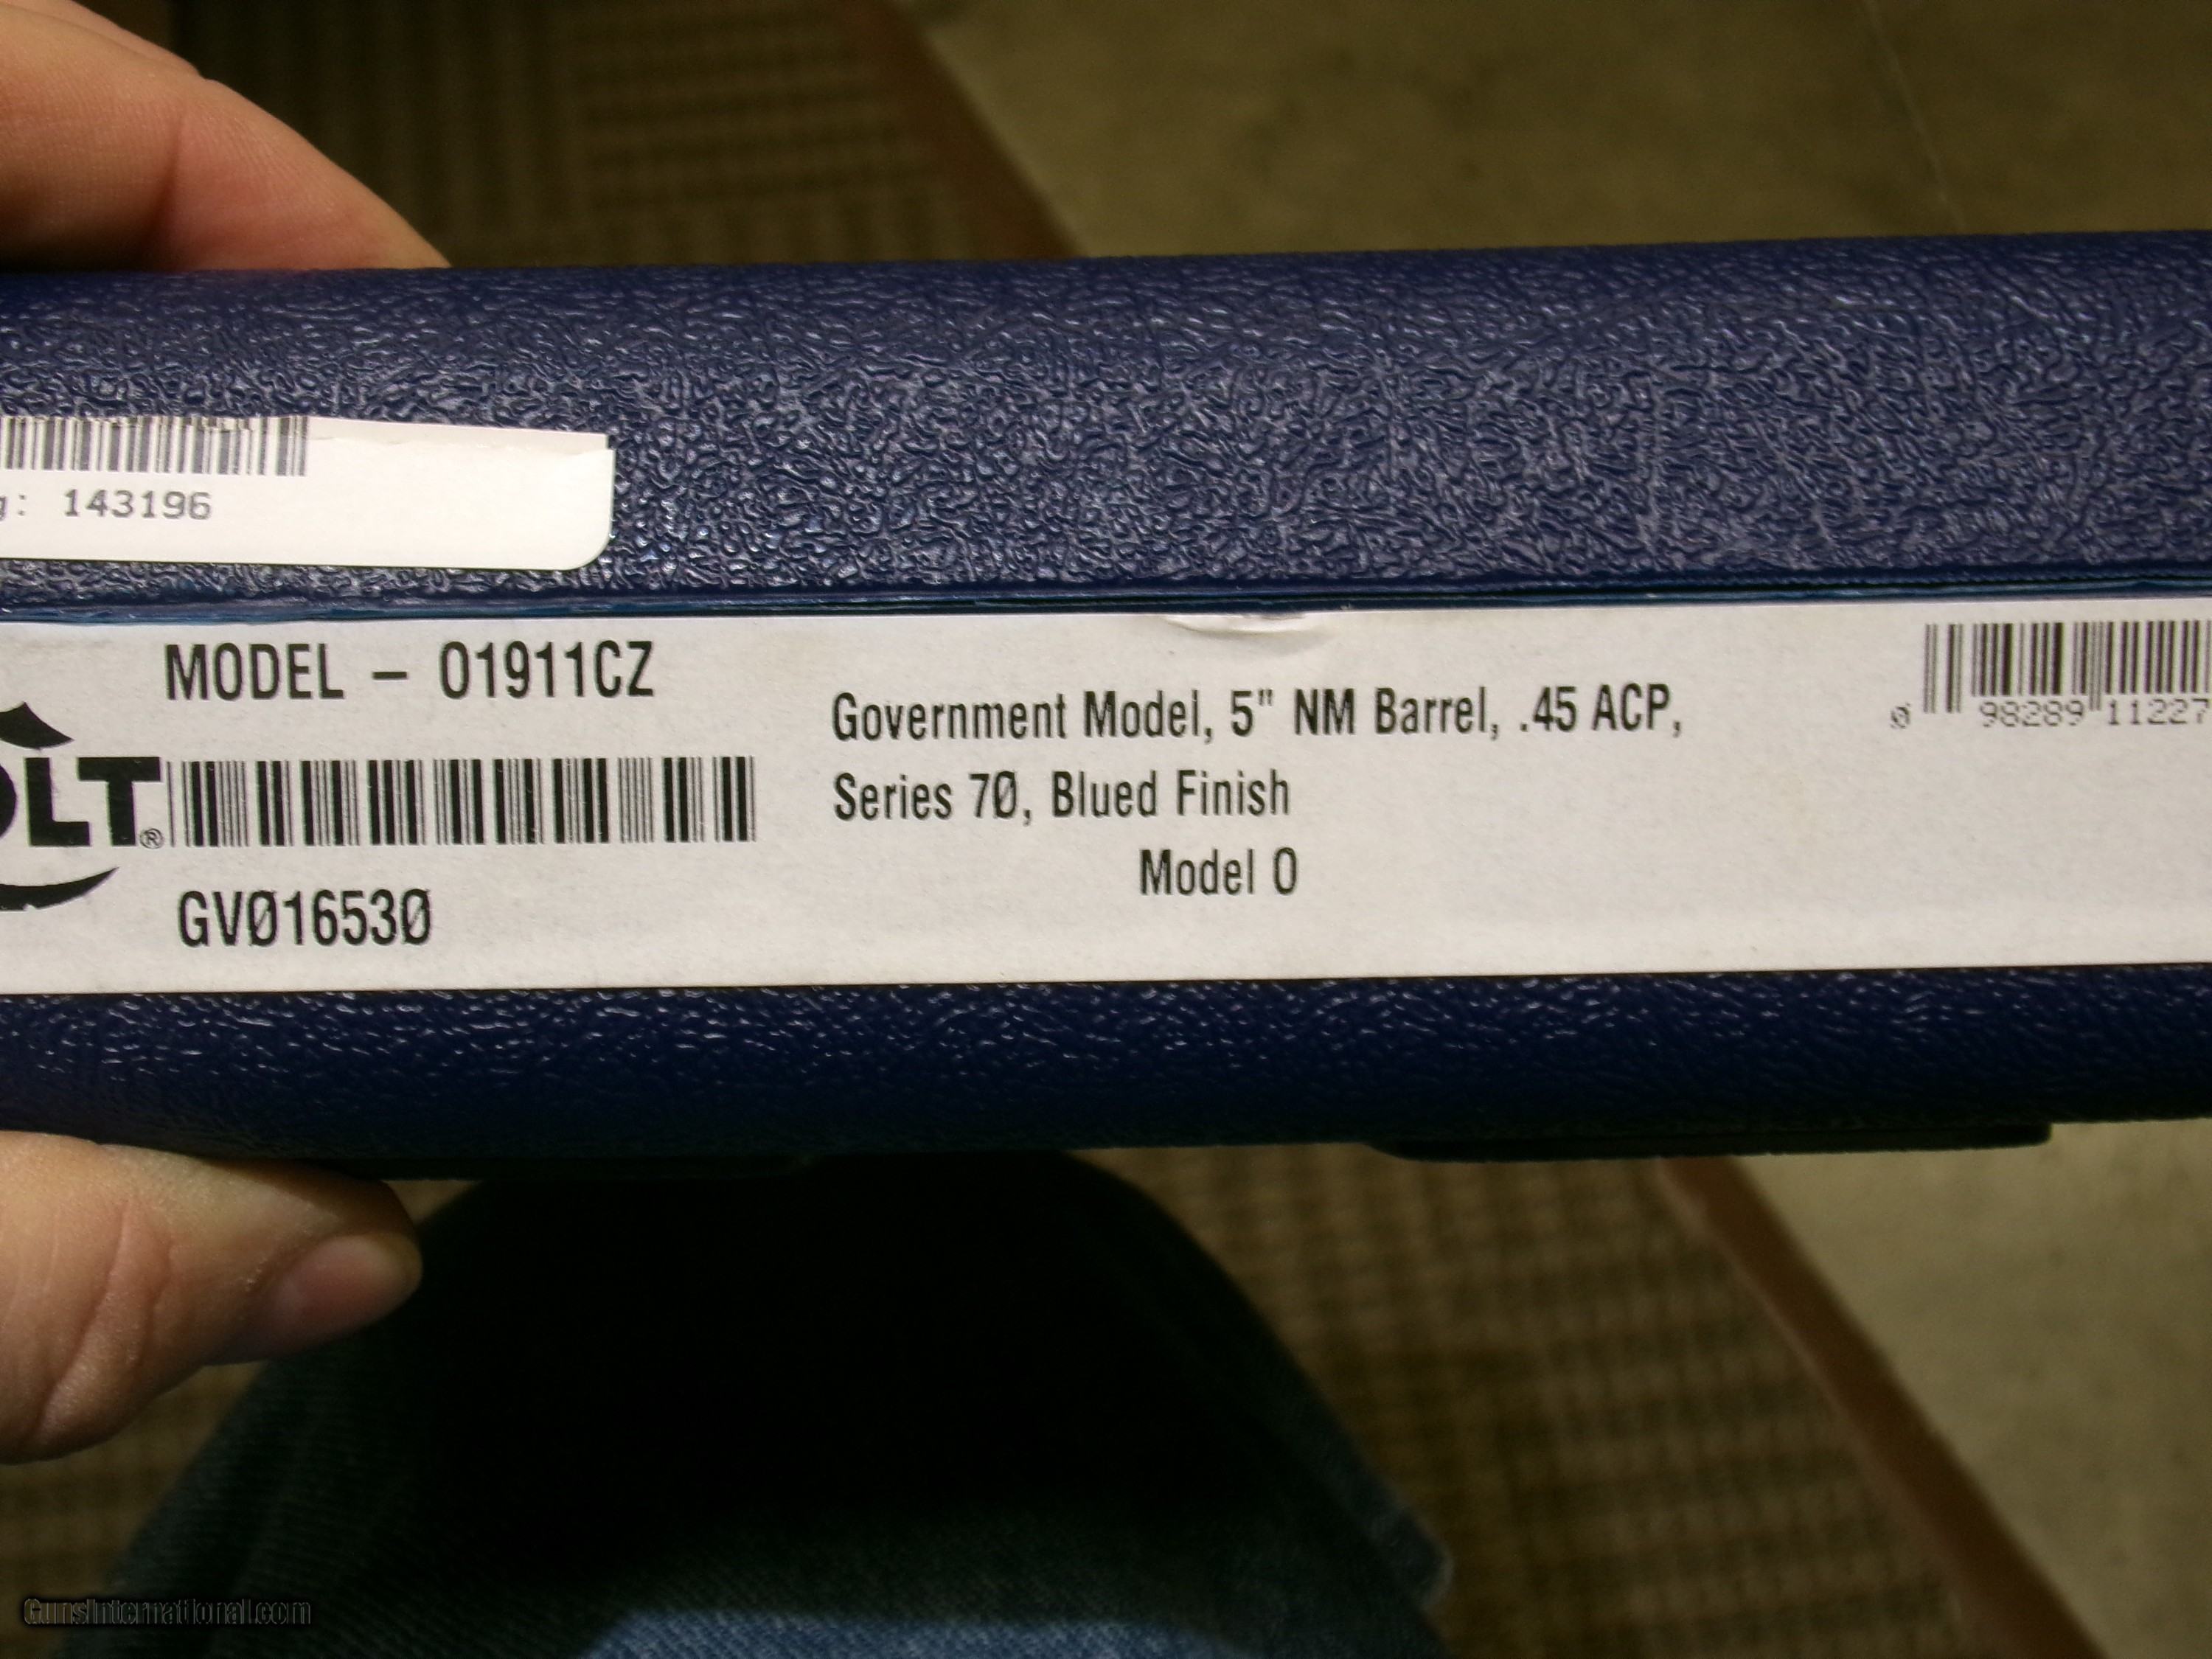 g: 143196
MODEL – O1911CZ
OLT®
GVØ1653Ø
Government Model, 5" NM Barrel, .45 ACP,
Series 7Ø, Blued Finish
Model O
Ø 98289 11227
GunsInternational.com